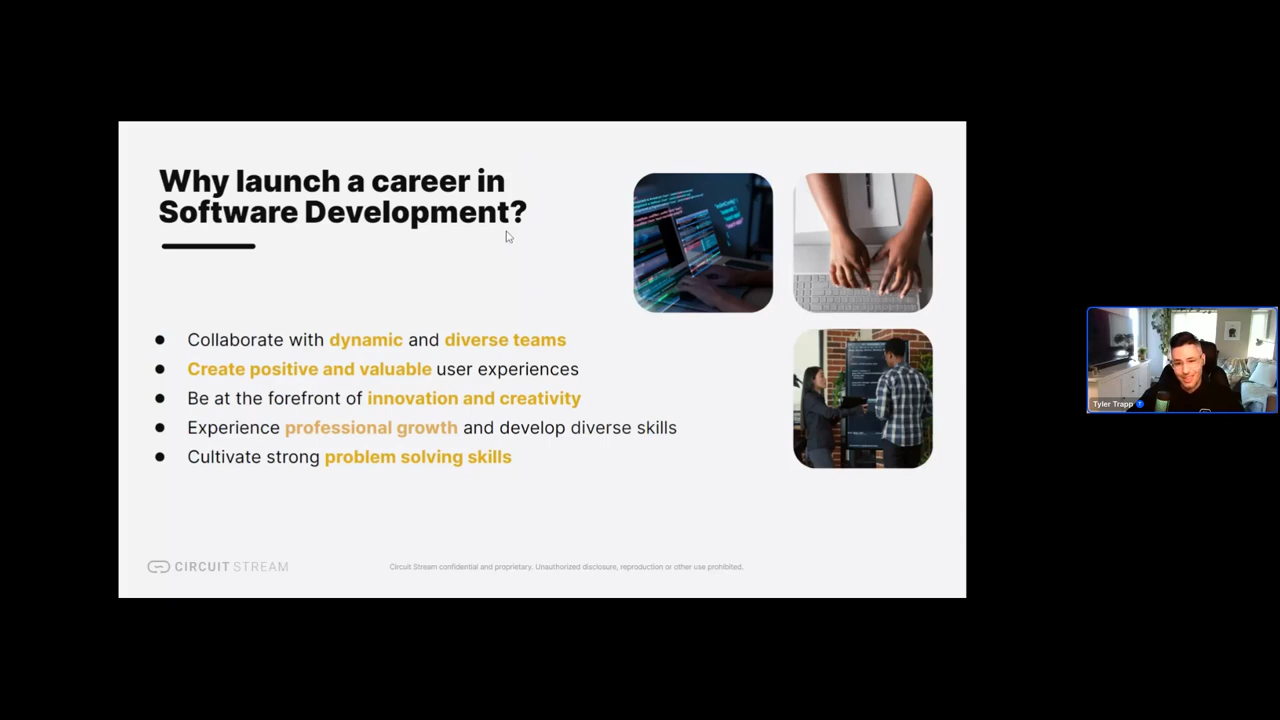 Why launch a career in
Software Development?
Collaborate with dynamic and diverse teams
Create positive and valuable user experiences
Be at the forefront of innovation and creativity
Experience professional growth and develop diverse skills
Cultivate strong problem solving skills
CIRCUIT STREAM
Circuit Stream confidential and proprietary. Unauthorized disclosure, reproduction or other use prohibited.
Tyler Trapp